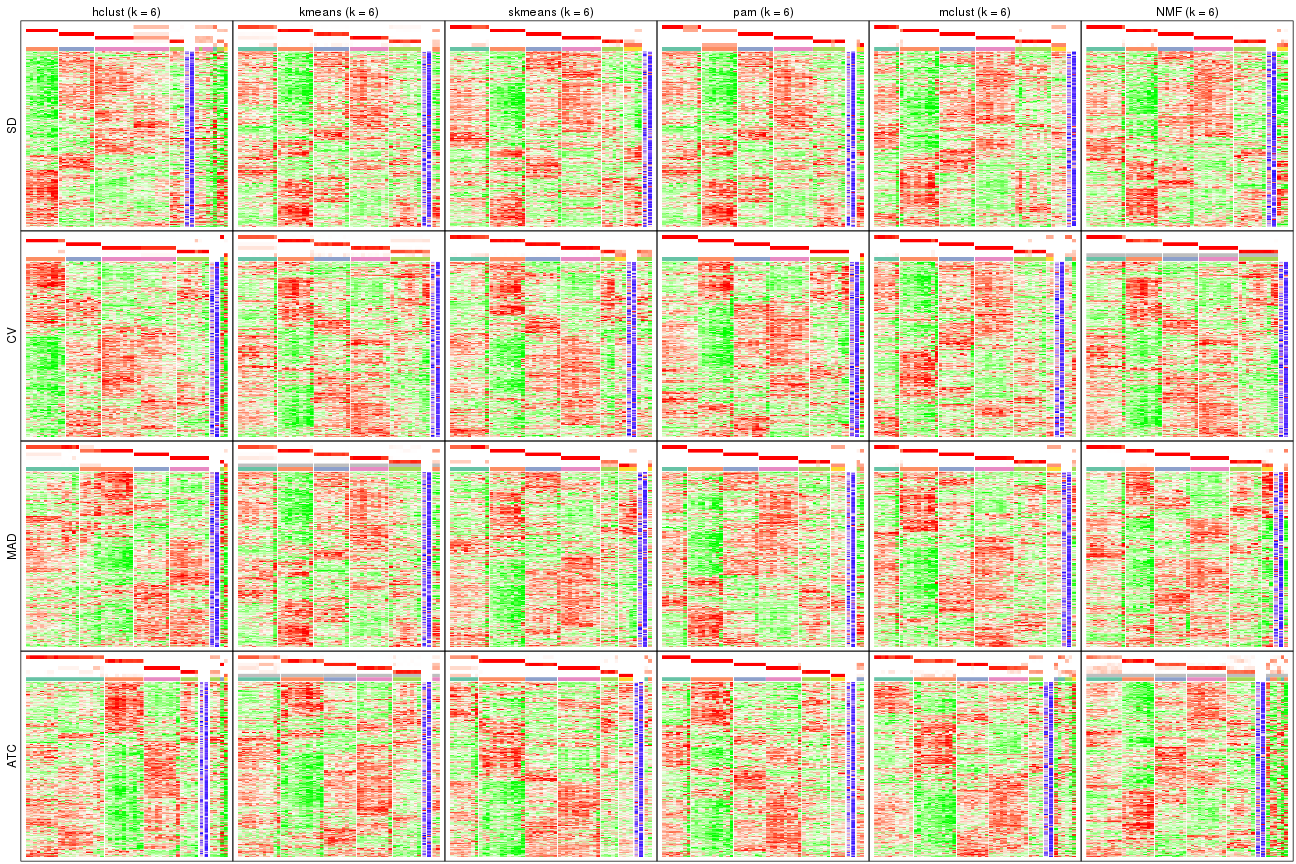 hclust (k = 6) kmeans (k = 6) skmeans (k = 6) pam (k = 6) mclust (k = 6) NMF (k = 6)
SD
CV
MAD
ATC